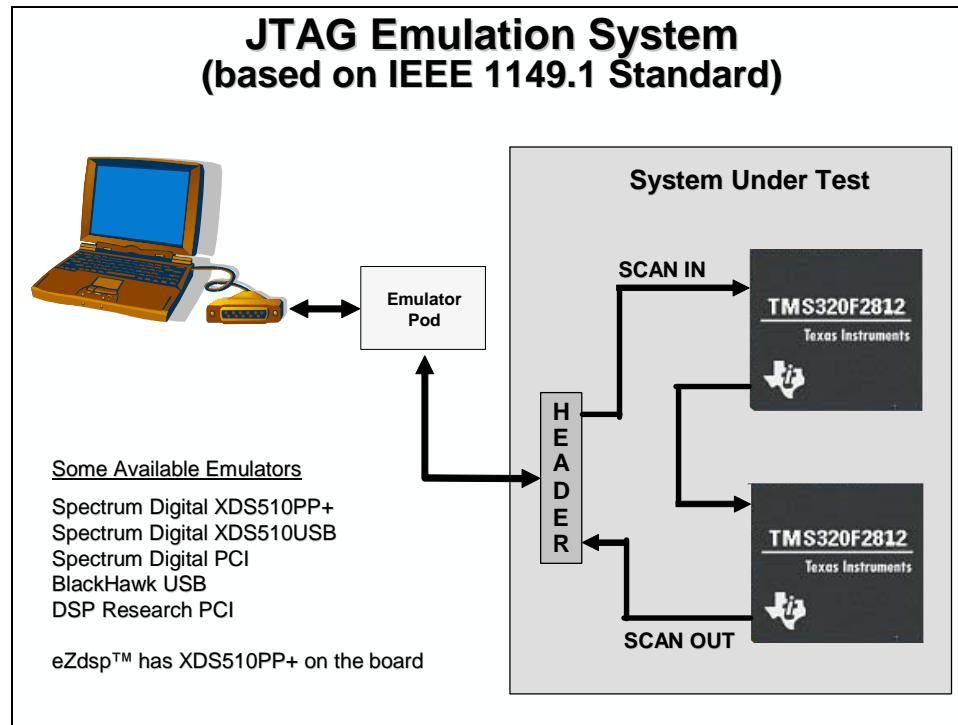 JTAG Emulation System
(based on IEEE 1149.1 Standard)
System Under Test
SCAN IN
TMS320F2812
Texas Instruments
Emulator
Pod
H
E
A
D
E
R
Some Available Emulators
Spectrum Digital XDS510PP+
Spectrum Digital XDS510USB
Spectrum Digital PCI
BlackHawk USB
DSP Research PCI
TMS320F2812
Texas Instruments
SCAN OUT
eZdsp™ has XDS510PP+ on the board